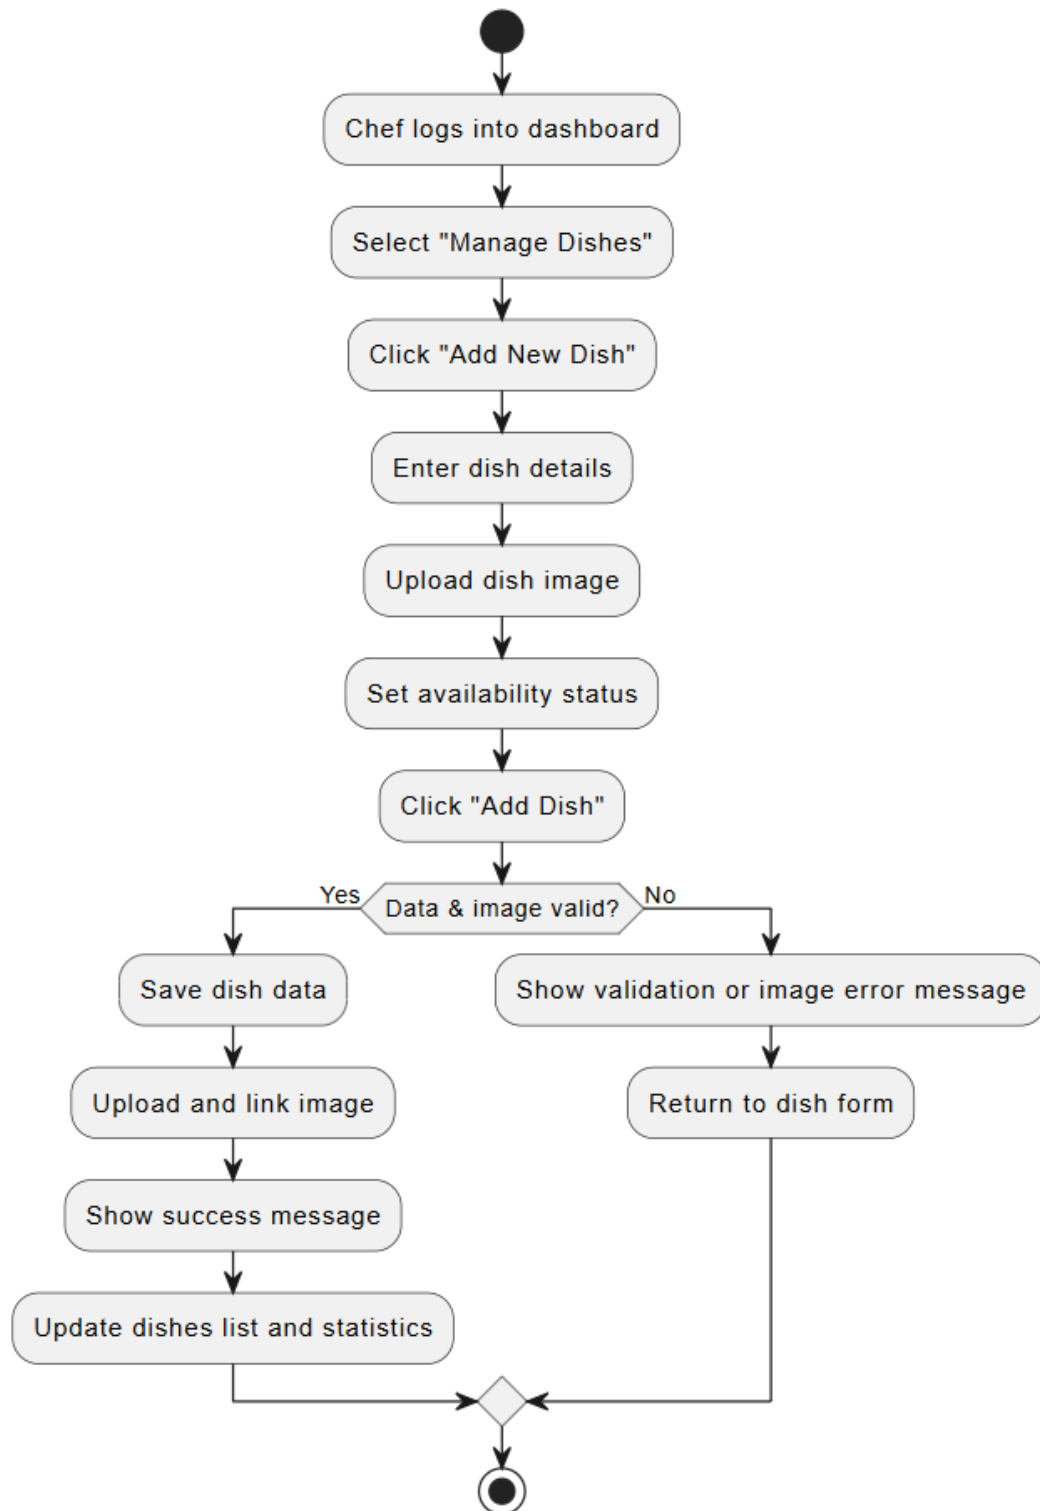 Chef logs into dashboard
Select "Manage Dishes"
Click "Add New Dish"
Enter dish details
Upload dish image
Set availability status
Click "Add Dish"
Yes
Data & image valid?
No
Save dish data
Show validation or image error message
Upload and link image
Return to dish form
Show success message
Update dishes list and statistics